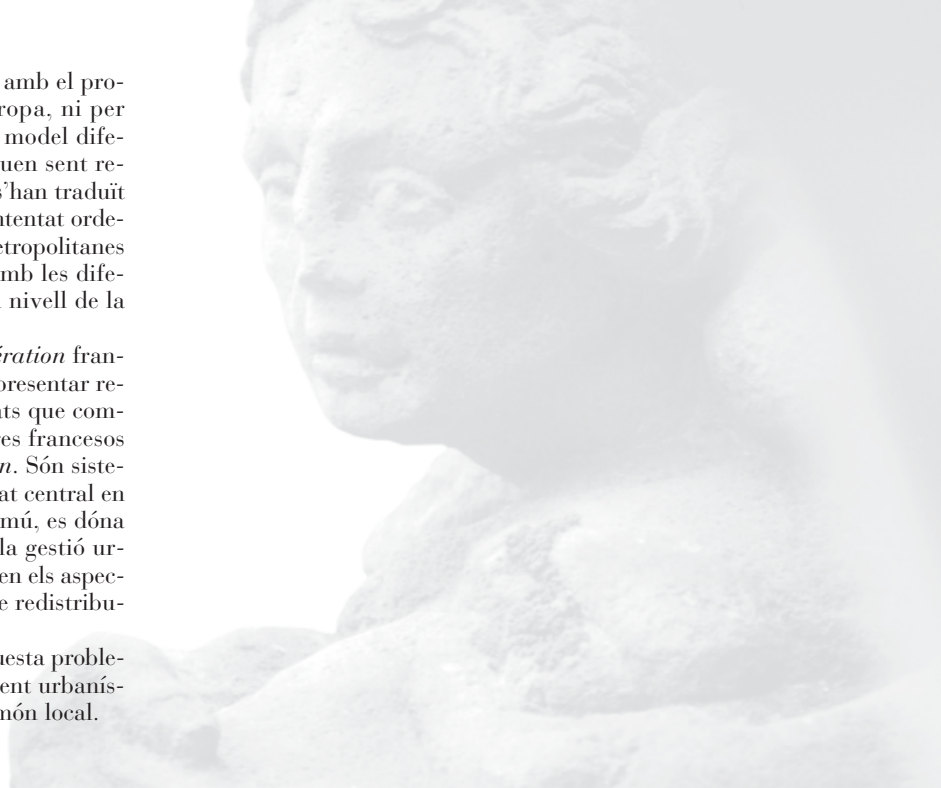 amb el pro-
ropa, ni per
model dife-
uen sent re-
s’han traduït
ntentat orde-
etropolitanes
mb les dife-
nivell de la
ération fran-
presentar re-
ts que com-
es francesos
n. Són siste-
at central en
mú, es dóna
la gestió ur-
en els aspec-
e redistribu-
uesta proble-
ent urbanís-
món local.